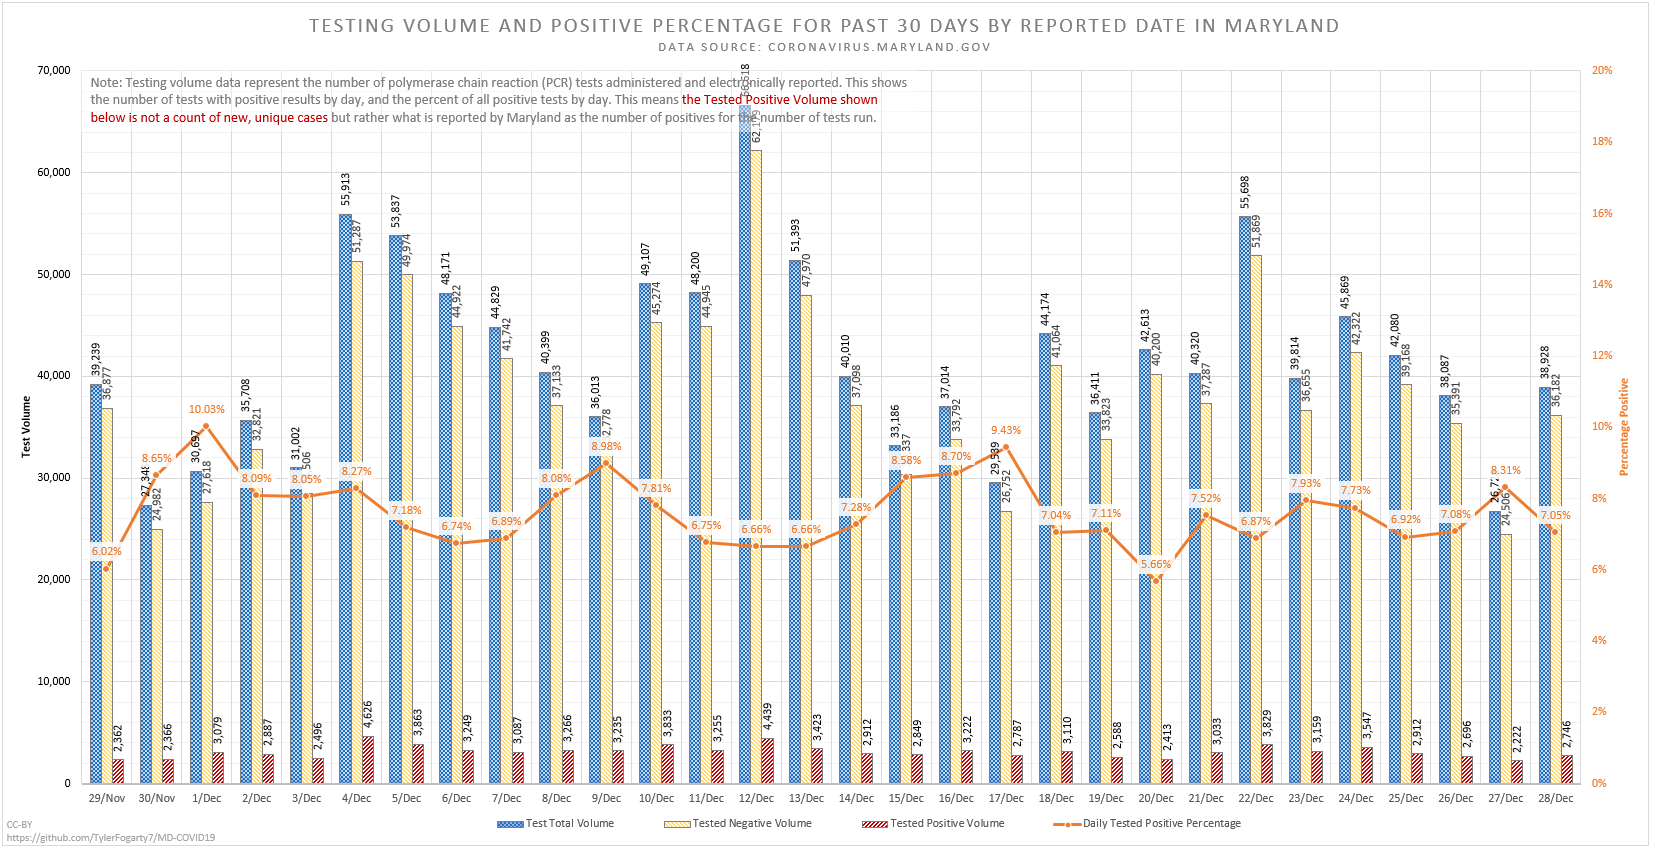 TESTING VOLUME AND POSITIVE PERCENTAGE FOR PAST 30 DAYS BY REPORTED DATE IN MARYLAND
DATA SOURCE: CORONAVIRUS.MARYLAND.GOV
Note: Testing volume data represent the number of polymerase chain reaction (PCR) tests administered and electronically reported. This shows
the number of tests with positive results by day, and the percent of all positive tests by day. This means the Tested Positive Volume shown
below is not a count of new, unique cases but rather what is reported by Maryland as the number of positives for the number of tests run.
Test Volume
70,000
60,000
50,000
40,000
30,000
20,000
10,000
0
Percentage Positive
20%
18%
16%
14%
12%
10%
8%
6%
4%
2%
0%
39,239 36,877 6.02% 2,362
27,348 24,982 8.65% 2,366
30,697 27,618 10.03% 3,079
35,708 32,821 8.09% 2,887
31,002 8.05% 2,496
55,913 51,287 8.27% 4,626
53,837 49,974 7.18% 3,863
48,171 44,922 6.74% 3,249
44,829 41,742 6.89% 3,087
40,399 37,133 8.08% 3,266
36,013 8.98% 3,235
49,107 45,274 7.81% 3,833
48,200 44,945 6.75% 3,255
66,618 62,179 6.66% 4,439
51,393 47,970 6.66% 3,423
40,010 37,098 7.28% 2,912
33,186 8.58% 2,849
37,014 33,792 8.70% 3,222
29,539 26,752 9.43% 2,787
44,174 41,064 7.04% 3,110
36,411 33,823 7.11% 2,588
42,613 40,200 5.66% 2,413
40,320 37,287 7.52% 3,033
55,698 51,869 6.87% 3,829
39,814 36,655 7.93% 3,159
45,869 42,322 7.73% 3,547
42,080 39,168 6.92% 2,912
38,087 35,391 7.08% 2,696
24,506 8.31% 2,222
38,928 36,182 7.05% 2,746
29/Nov 30/Nov 1/Dec 2/Dec 3/Dec 4/Dec 5/Dec 6/Dec 7/Dec 8/Dec 9/Dec 10/Dec 11/Dec 12/Dec 13/Dec 14/Dec 15/Dec 16/Dec 17/Dec 18/Dec 19/Dec 20/Dec 21/Dec 22/Dec 23/Dec 24/Dec 25/Dec 26/Dec 27/Dec 28/Dec
Test Total Volume Tested Negative Volume Tested Positive Volume Daily Tested Positive Percentage
CC-BY
https://github.com/TylerFogarty7/MD-COVID19